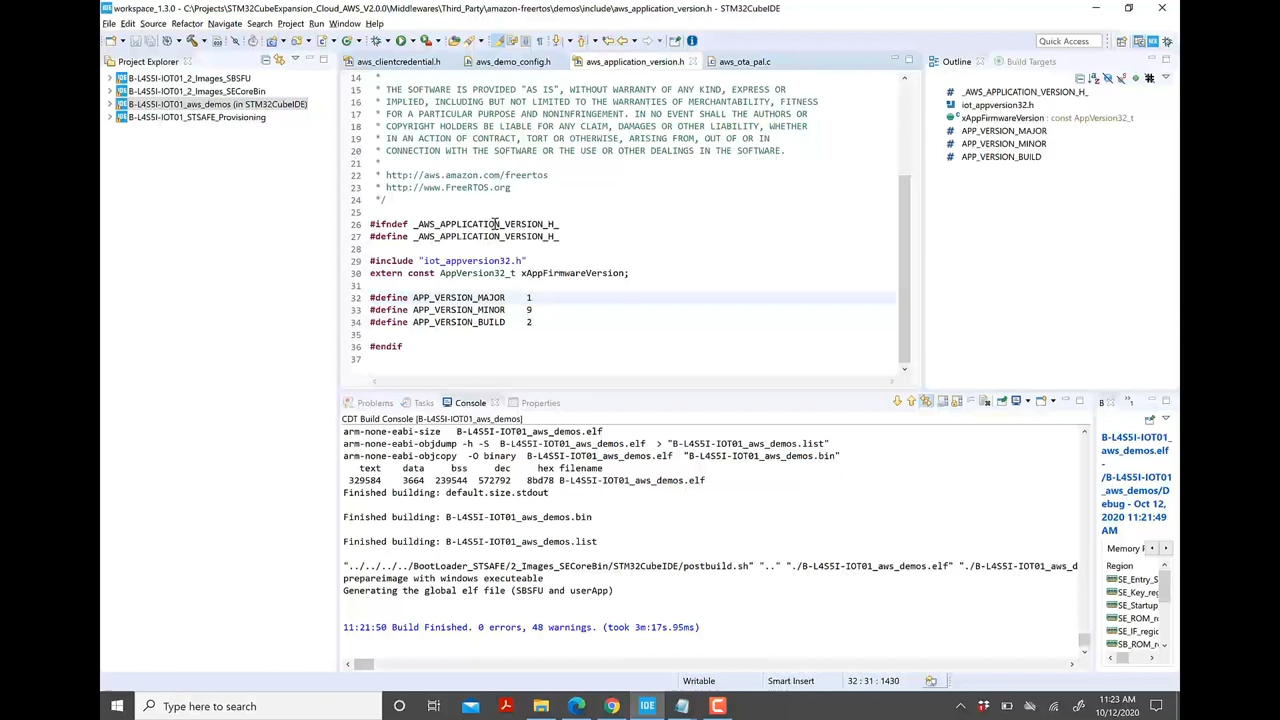 workspace_1.3.0 - C:\Projects\STM32CubeExpansion_Cloud_AWS_V2.0.0\Middlewares\Third_Party\amazon-freertos\demos\include\aws_application_version.h - STM32CubeIDE
File Edit Source Refactor Navigate Search Project Run Window Help
Quick Access
Project Explorer
B-L4S5I-IOT01_2_Images_SBSFU
B-L4S5I-IOT01_2_Images_SECoreBin
B-L4S5I-IOT01_aws_demos (in STM32CubeIDE)
B-L4S5I-IOT01_STSAFE_Provisioning
aws_clientcredential.h aws_demo_config.h aws_application_version.h aws_ota_pal.c
14 *
15 * THE SOFTWARE IS PROVIDED "AS IS", WITHOUT WARRANTY OF ANY KIND, EXPRESS OR
16 * IMPLIED, INCLUDING BUT NOT LIMITED TO THE WARRANTIES OF MERCHANTABILITY, FITNESS
17 * FOR A PARTICULAR PURPOSE AND NONINFRINGEMENT. IN NO EVENT SHALL THE AUTHORS OR
18 * COPYRIGHT HOLDERS BE LIABLE FOR ANY CLAIM, DAMAGES OR OTHER LIABILITY, WHETHER
19 * IN AN ACTION OF CONTRACT, TORT OR OTHERWISE, ARISING FROM, OUT OF OR IN
20 * CONNECTION WITH THE SOFTWARE OR THE USE OR OTHER DEALINGS IN THE SOFTWARE.
21 *
22 * http://aws.amazon.com/freertos
23 * http://www.FreeRTOS.org
24 */
25
26 #ifndef _AWS_APPLICATION_VERSION_H_
27 #define _AWS_APPLICATION_VERSION_H_
28
29 #include "iot_appversion32.h"
30 extern const AppVersion32_t xAppFirmwareVersion;
31
32 #define APP_VERSION_MAJOR 1
33 #define APP_VERSION_MINOR 9
34 #define APP_VERSION_BUILD 2
35
36 #endif
37
Outline Build Targets
# _AWS_APPLICATION_VERSION_H_
iot_appversion32.h
xAppFirmwareVersion : const AppVersion32_t
# APP_VERSION_MAJOR
# APP_VERSION_MINOR
# APP_VERSION_BUILD
Problems Tasks Console Properties
CDT Build Console [B-L4S5I-IOT01_aws_demos]
arm-none-eabi-size B-L4S5I-IOT01_aws_demos.elf
arm-none-eabi-objdump -h -S B-L4S5I-IOT01_aws_demos.elf > "B-L4S5I-IOT01_aws_demos.list"
arm-none-eabi-objcopy -O binary B-L4S5I-IOT01_aws_demos.elf "B-L4S5I-IOT01_aws_demos.bin"
text data bss dec hex filename
329584 3664 239544 572792 8bd78 B-L4S5I-IOT01_aws_demos.elf
Finished building: default.size.stdout
Finished building: B-L4S5I-IOT01_aws_demos.bin
Finished building: B-L4S5I-IOT01_aws_demos.list
"../../../../BootLoader_STSAFE/2_Images_SECoreBin/STM32CubeIDE/postbuild.sh" ".." "./B-L4S5I-IOT01_aws_demos.elf" "./B-L4S5I-IOT01_aws_d
prepareimage with windows executeable
Generating the global elf file (SBSFU and userApp)
11:21:50 Build Finished. 0 errors, 48 warnings. (took 3m:17s.95ms)
B
B-L4S5I-IOT01_
aws_demos.elf
-
/B-L4S5I-IOT01
_aws_demos/D
ebug - Oct 12,
2020 11:21:49
AM
Memory R
Region
SE_Entry_S
SE_Key_reg
SE_Startup
SE_ROM_re
SE_IF_regic
SB_ROM_r
Writable Smart Insert 32 : 31 : 1430
Type here to search
IDE
11:23 AM
10/12/2020